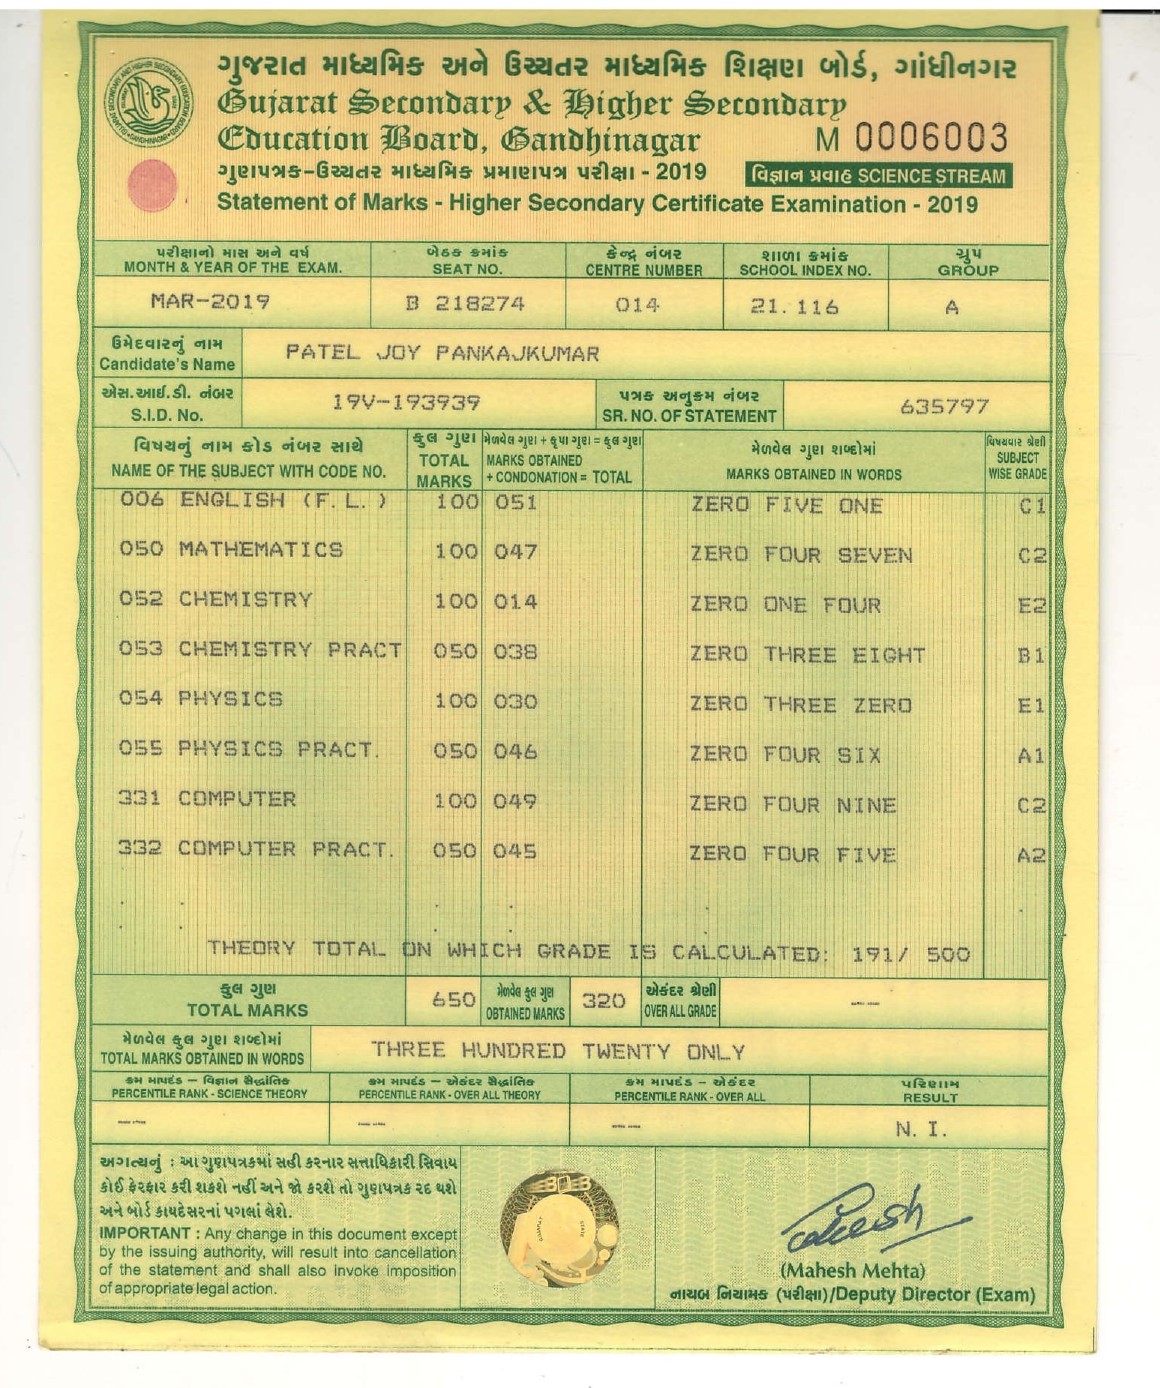 ગુજરાત માધ્યમિક અને ઉચ્ચતર માધ્યમિક શિક્ષણ બોર્ડ, ગાંધીનગર
Gujarat Secondary & Higher Secondary
Education Board, Gandhinagar
M 0006003
ગુણપત્રક-ઉચ્ચતર માધ્યમિક પ્રમાણપત્ર પરીક્ષા - 2019
વિજ્ઞાન પ્રવાહ SCIENCE STREAM
Statement of Marks - Higher Secondary Certificate Examination - 2019
પરીક્ષાનો માસ અને વર્ષ બેઠક ક્રમાંક કેન્દ્ર નંબર શાળા ક્રમાંક ગ્રુપ
MONTH & YEAR OF THE EXAM. SEAT NO. CENTRE NUMBER SCHOOL INDEX NO. GROUP
MAR-2019 B 218274 014 21. 116 A
ઉમેદવારનું નામ
Candidate's Name
PATEL JOY PANKAJKUMAR
એસ.આઈ.ડી. નંબર
S.I.D. No.
19V-193939
પત્રક અનુક્રમ નંબર
SR. NO. OF STATEMENT
635797
વિષયનું નામ કોડ નંબર સાથે
NAME OF THE SUBJECT WITH CODE NO.
કુલ ગુણ
TOTAL
MARKS
મેળવેલ ગુણ + કૃપા ગુણ = કુલ ગુણ
MARKS OBTAINED
+ CONDONATION = TOTAL
મેળવેલ ગુણ શબ્દોમાં
MARKS OBTAINED IN WORDS
વિષયવાર શ્રેણી
SUBJECT
WISE GRADE
006 ENGLISH (F. L. ) 100 051 ZERO FIVE ONE C1
050 MATHEMATICS 100 047 ZERO FOUR SEVEN C2
052 CHEMISTRY 100 014 ZERO ONE FOUR E2
053 CHEMISTRY PRACT 050 038 ZERO THREE EIGHT B1
054 PHYSICS 100 030 ZERO THREE ZERO E1
055 PHYSICS PRACT. 050 046 ZERO FOUR SIX A1
331 COMPUTER 100 049 ZERO FOUR NINE C2
332 COMPUTER PRACT. 050 045 ZERO FOUR FIVE A2
THEORY TOTAL ON WHICH GRADE IS CALCULATED: 191/ 500
કુલ ગુણ
TOTAL MARKS
650
મેળવેલ કુલ ગુણ
OBTAINED MARKS
320
એકંદર શ્રેણી
OVER ALL GRADE
--- ----
મેળવેલ કુલ ગુણ શબ્દોમાં
TOTAL MARKS OBTAINED IN WORDS
THREE HUNDRED TWENTY ONLY
ક્રમ માપદંડ – વિજ્ઞાન સૈદ્ધાંતિક ક્રમ માપદંડ – એકંદર સૈદ્ધાંતિક ક્રમ માપદંડ – એકંદર પરિણામ
PERCENTILE RANK - SCIENCE THEORY PERCENTILE RANK - OVER ALL THEORY PERCENTILE RANK - OVER ALL RESULT
--- ---- --- ---- --- ---- N. I.
અગત્યનું : આ ગુણપત્રકમાં સહી કરનાર સત્તાધિકારી સિવાય
કોઈ ફેરફાર કરી શકશે નહીં અને જો કરશે તો ગુણપત્રક રદ થશે
અને બોર્ડ કાયદેસરનાં પગલાં લેશે.
IMPORTANT : Any change in this document except
by the issuing authority, will result into cancellation
of the statement and shall also invoke imposition
of appropriate legal action.
(Mahesh Mehta)
નાયબ નિયામક (પરીક્ષા)/Deputy Director (Exam)